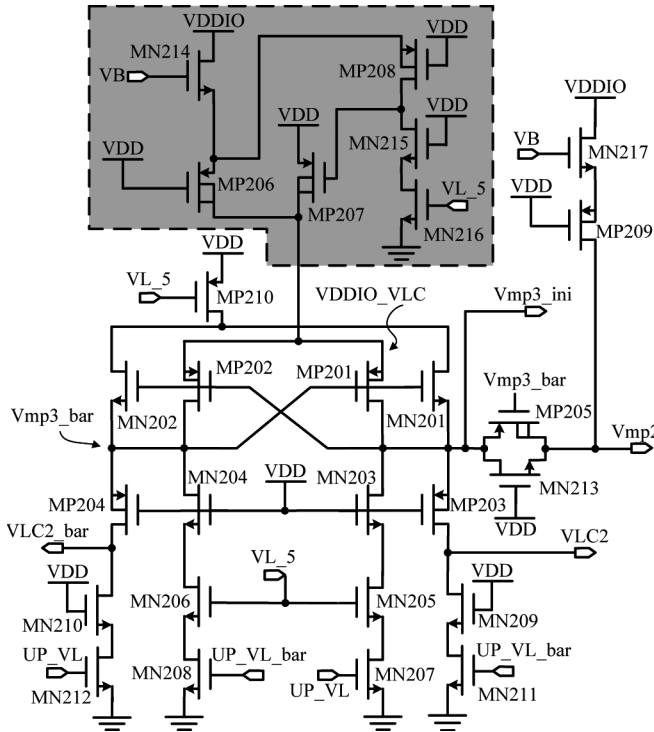 VDDIO
MN214
VB
VDD
MP208
VDD
VDD
MN215
VDD
MP206
MP207
VL_5
MN216
VDDIO
VB
MN217
VDD
MP209
VDD
VL_5
MP210
VDDIO_VLC
Vmp3_ini
MP202
MP201
MN202
MN201
Vmp3_bar
Vmp3_bar
MP205
Vmp2
MN213
VDD
MN204
VDD
MN203
MP204
MP203
VLC2_bar
VLC2
VDD
VL_5
VDD
MN210
MN206
MN205
MN209
UP_VL
UP_VL_bar
UP_VL_bar
MN212
MN208
UP_VL
MN207
MN211